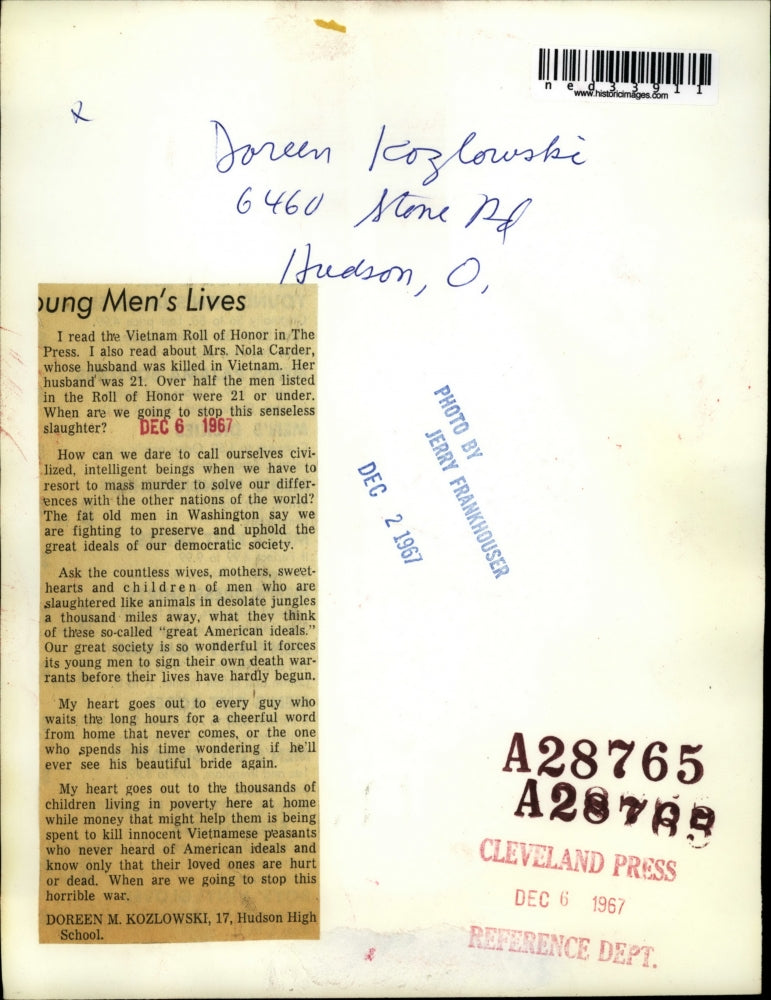 ned33911
www.historicimages.com
Doreen Kozlowski
6460 Stone Rd
Hudson, O.
oung Men's Lives
I read the Vietnam Roll of Honor in The
Press. I also read about Mrs. Nola Carder,
whose husband was killed in Vietnam. Her
husband was 21. Over half the men listed
in the Roll of Honor were 21 or under.
When are we going to stop this senseless
slaughter?
DEC 6 1967
How can we dare to call ourselves civi-
lized, intelligent beings when we have to
resort to mass murder to solve our differ-
ences with the other nations of the world?
The fat old men in Washington say we
are fighting to preserve and uphold the
great ideals of our democratic society.
Ask the countless wives, mothers, sweet-
hearts and children of men who are
slaughtered like animals in desolate jungles
a thousand miles away, what they think
of these so-called "great American ideals."
Our great society is so wonderful it forces
its young men to sign their own death war-
rants before their lives have hardly begun.
My heart goes out to every guy who
waits the long hours for a cheerful word
from home that never comes, or the one
who spends his time wondering if he'll
ever see his beautiful bride again.
My heart goes out to the thousands of
children living in poverty here at home
while money that might help them is being
spent to kill innocent Vietnamese peasants
who never heard of American ideals and
know only that their loved ones are hurt
or dead. When are we going to stop this
horrible war.
DOREEN M. KOZLOWSKI, 17, Hudson High
School.
PHOTO BY
JERRY FRANKHOUSER
DEC 2 1967
A28765
A28765
CLEVELAND PRESS
DEC 6 1967
REFERENCE DEPT.